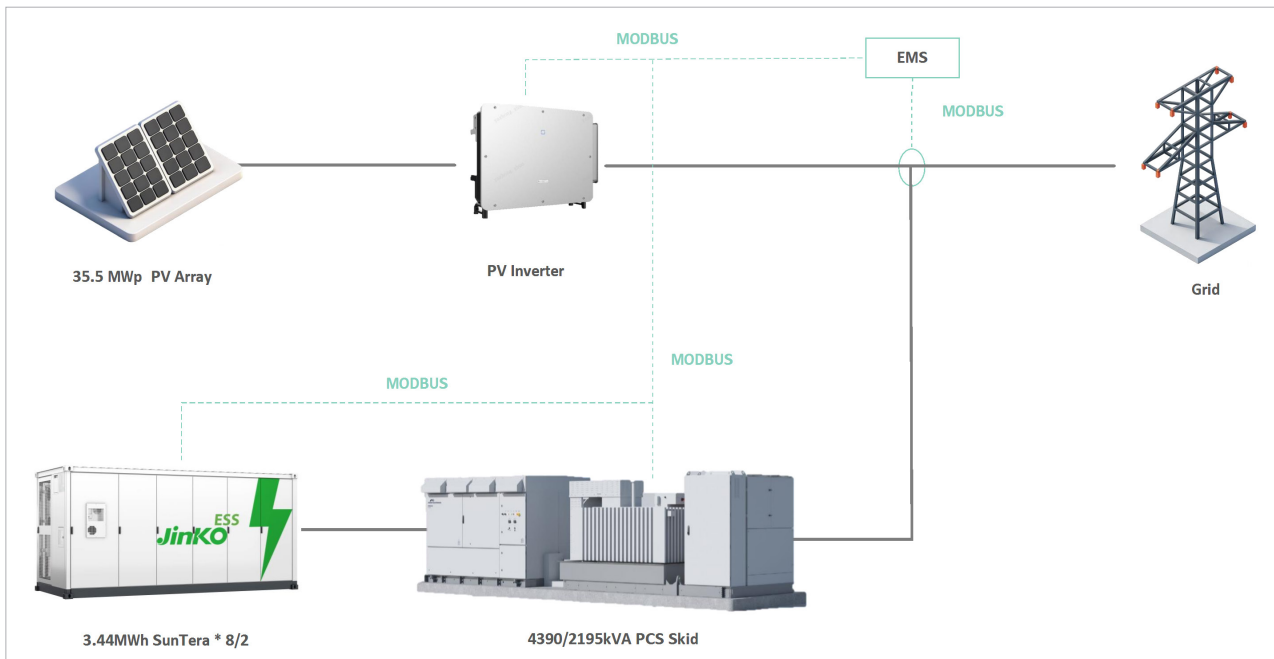 MODBUS
EMS
MODBUS
35.5 MWp PV Array
PV Inverter
Grid
MODBUS
MODBUS
ESS
JinKO
3.44MWh SunTera * 8/2
4390/2195kVA PCS Skid